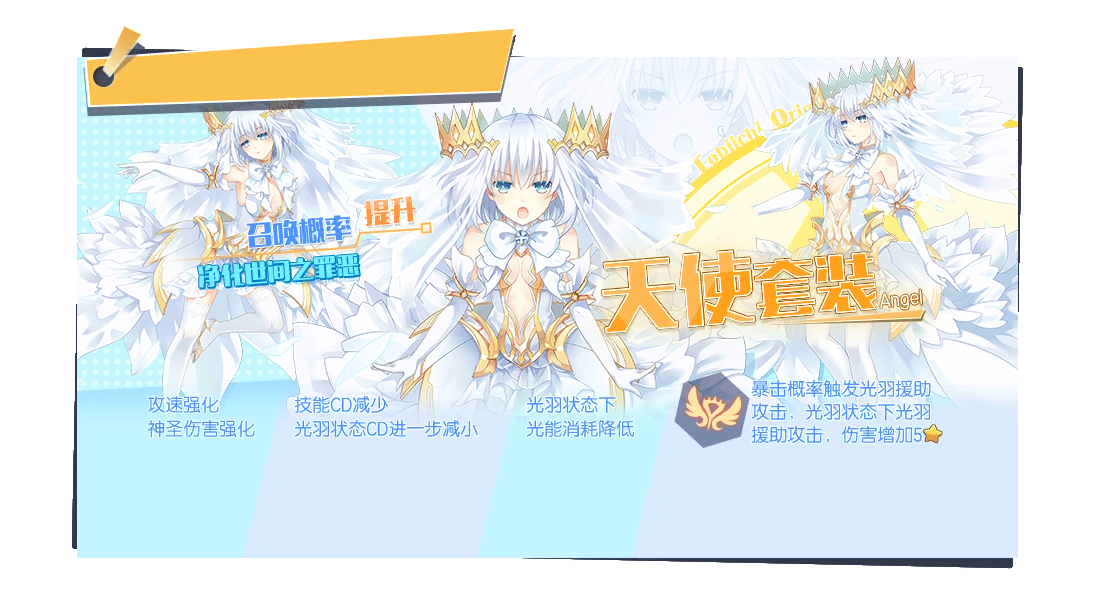 Tobiichi Ori
召唤概率
提升
净化世间之罪恶
天使套装
Angel
攻速强化
神圣伤害强化
技能CD减少
光羽状态CD进一步减小
光羽状态下
光能消耗降低
暴击概率触发光羽援助
攻击，光羽状态下光羽
援助攻击，伤害增加5